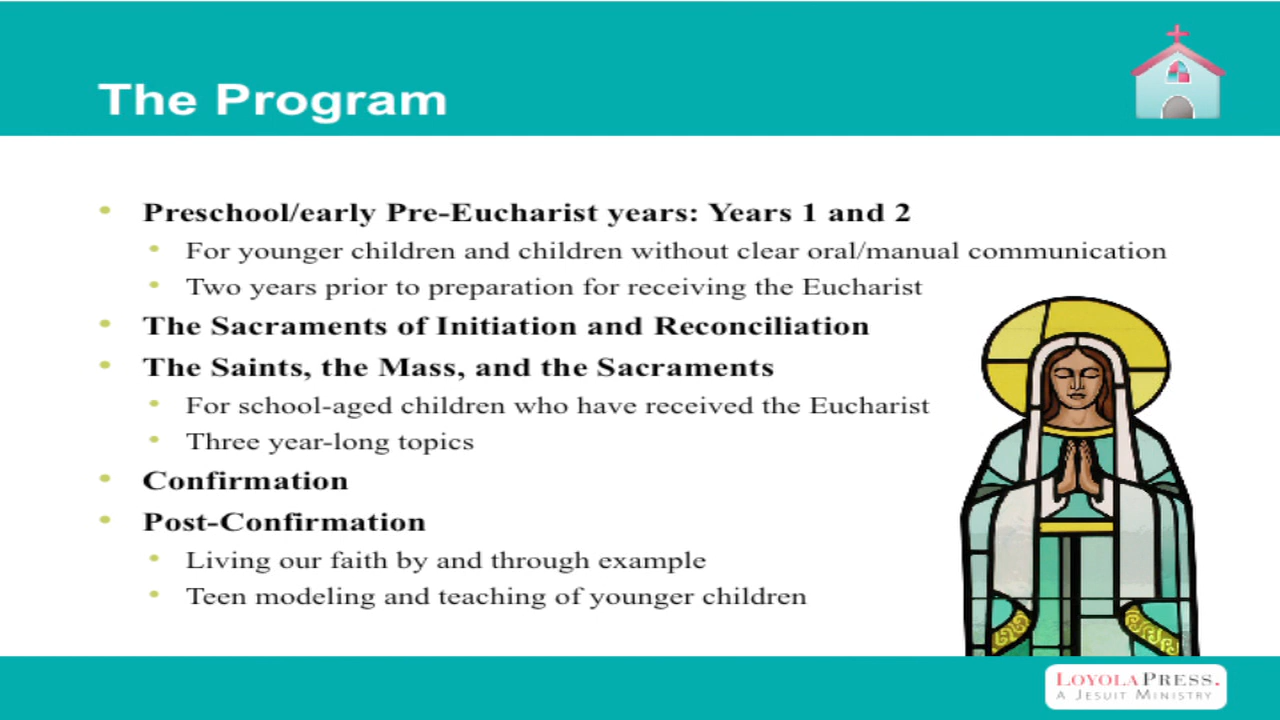 The Program
• Preschool/early Pre-Eucharist years: Years 1 and 2
• For younger children and children without clear oral/manual communication
• Two years prior to preparation for receiving the Eucharist
• The Sacraments of Initiation and Reconciliation
• The Saints, the Mass, and the Sacraments
• For school-aged children who have received the Eucharist
• Three year-long topics
• Confirmation
• Post-Confirmation
• Living our faith by and through example
• Teen modeling and teaching of younger children
LOYOLAPRESS.
A JESUIT MINISTRY